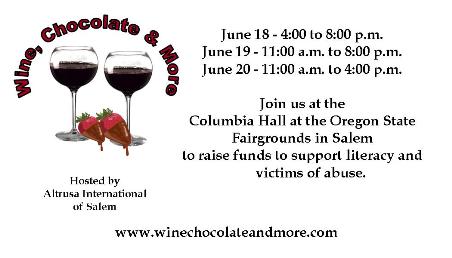 Wine, Chocolate & More
June 18 - 4:00 to 8:00 p.m.
June 19 - 11:00 a.m. to 8:00 p.m.
June 20 - 11:00 a.m. to 4:00 p.m.
Join us at the
Columbia Hall at the Oregon State
Fairgrounds in Salem
to raise funds to support literacy and
victims of abuse.
Hosted by
Altrusa International
of Salem
www.winechocolateandmore.com